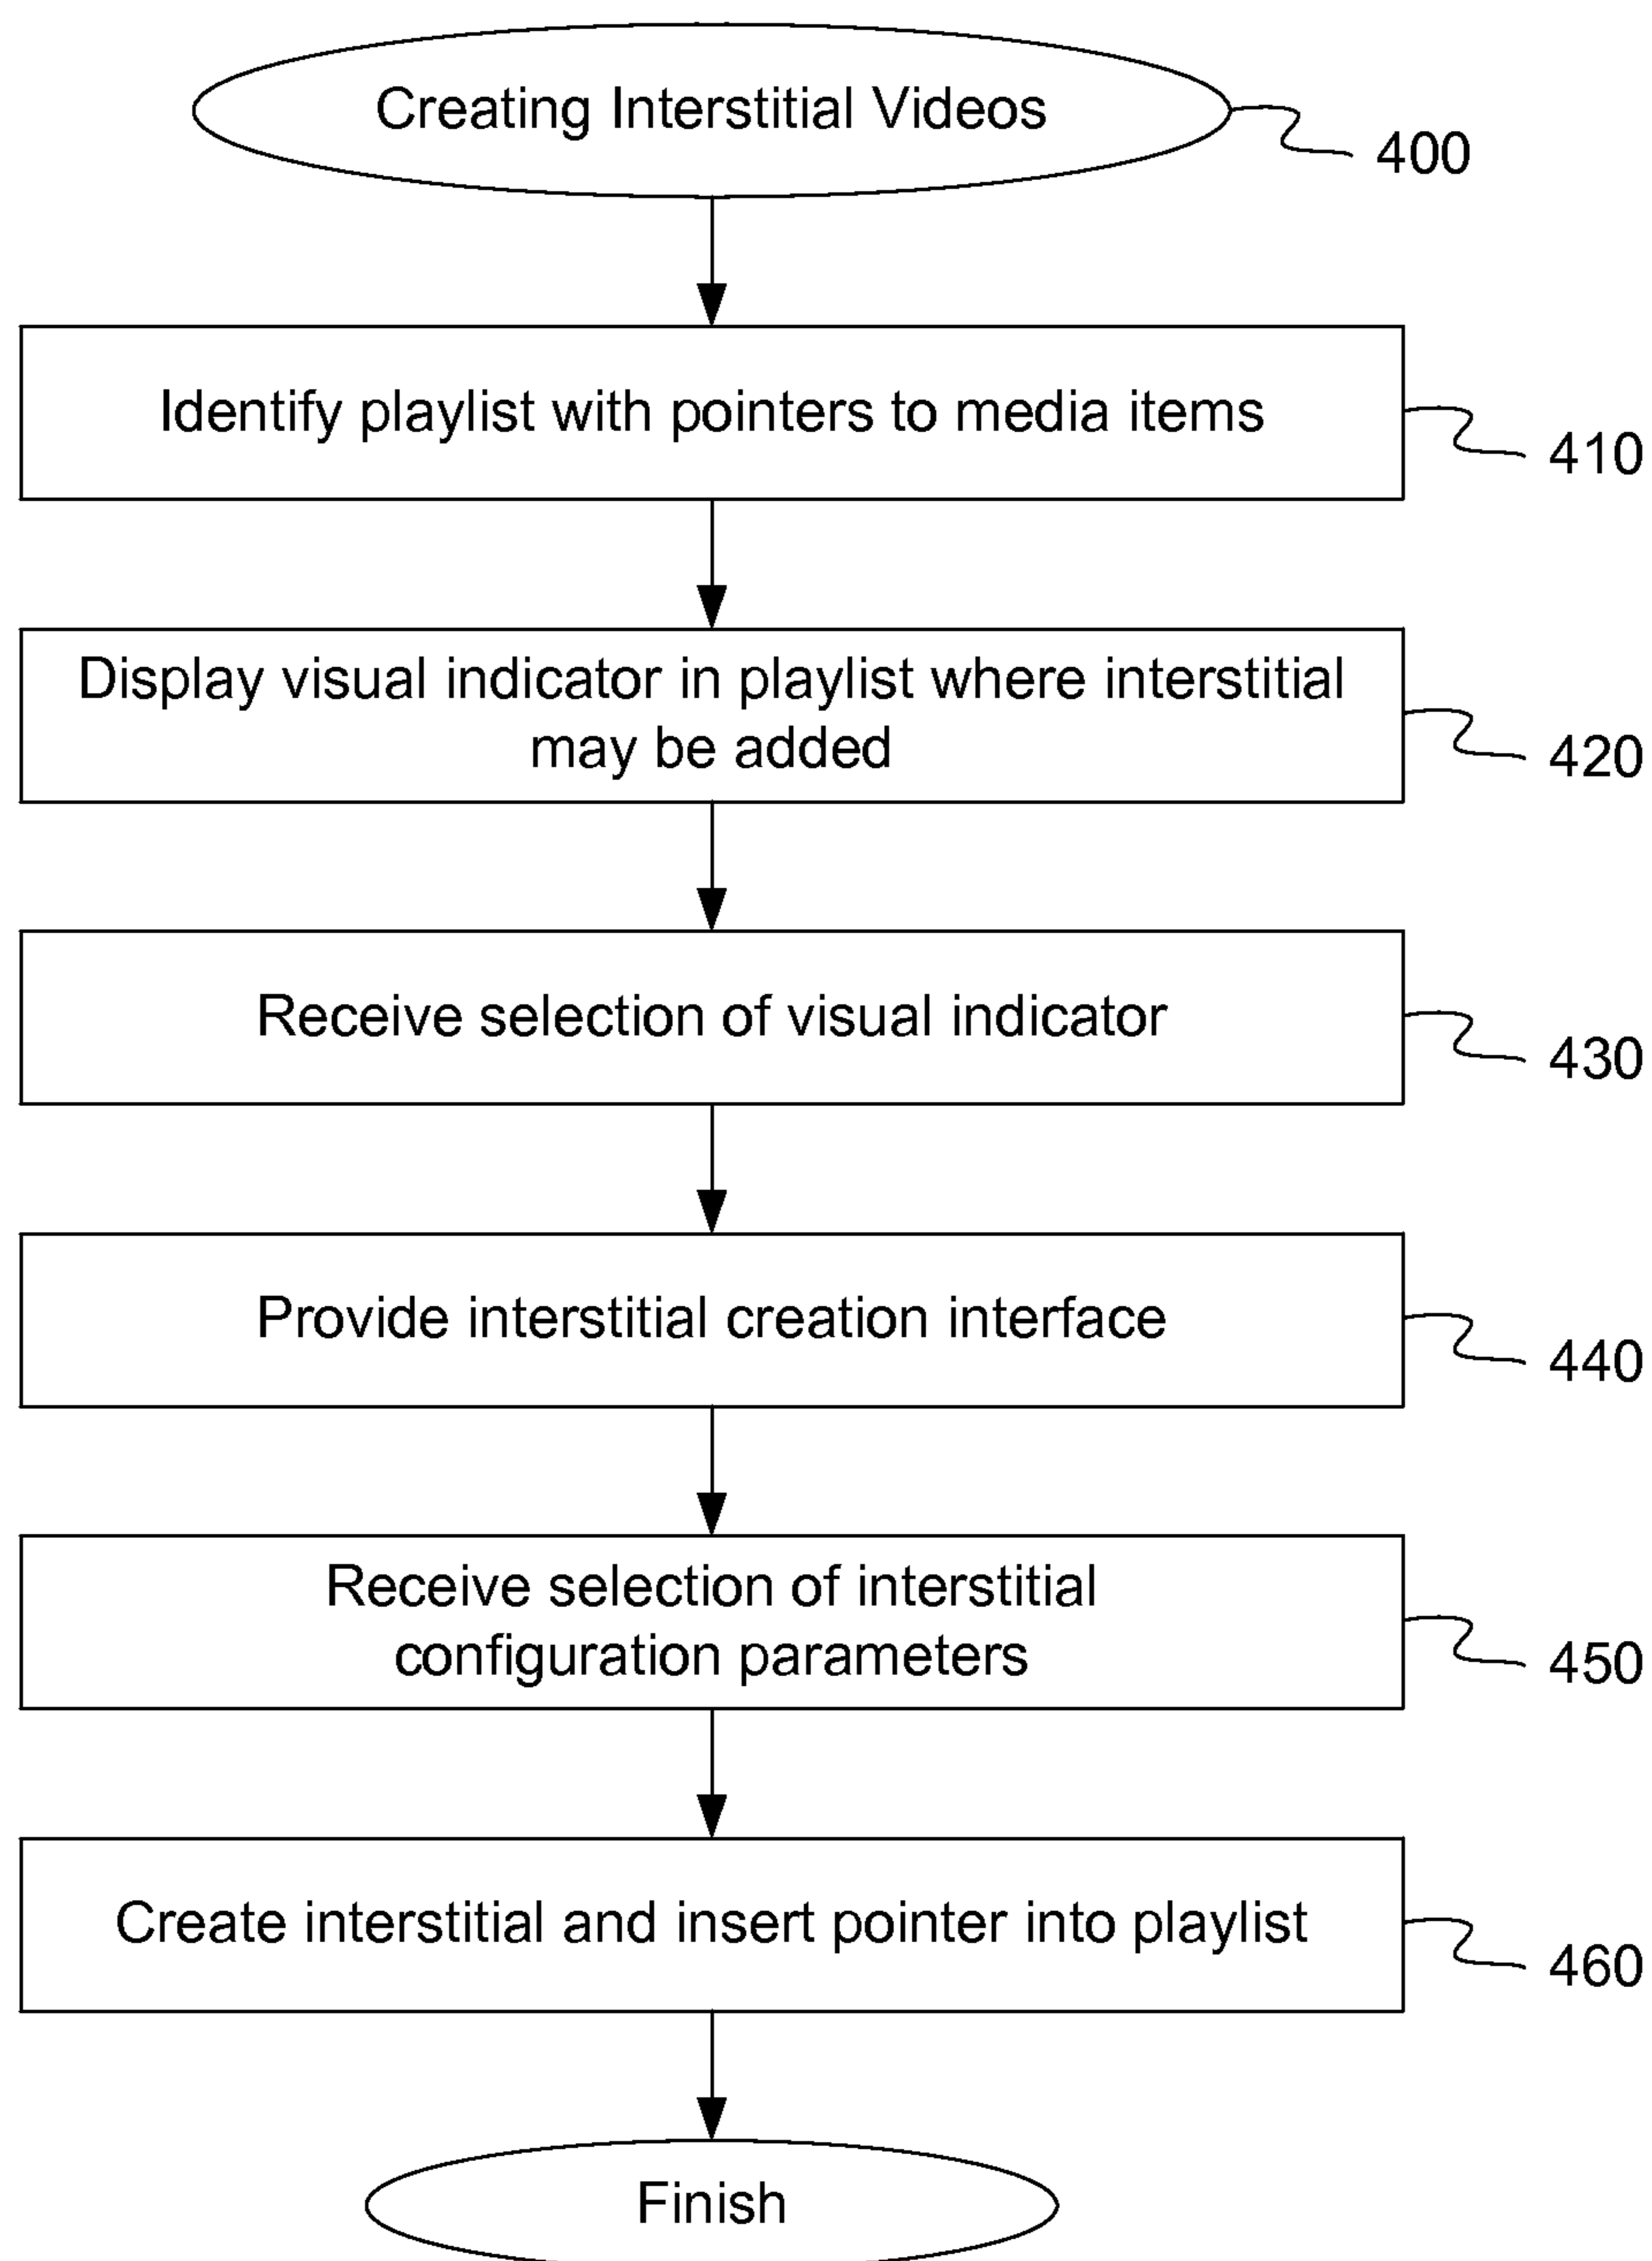 Creating Interstitial Videos
400
Identify playlist with pointers to media items
410
Display visual indicator in playlist where interstitial
may be added
420
Receive selection of visual indicator
430
Provide interstitial creation interface
440
Receive selection of interstitial
configuration parameters
450
Create interstitial and insert pointer into playlist
460
Finish